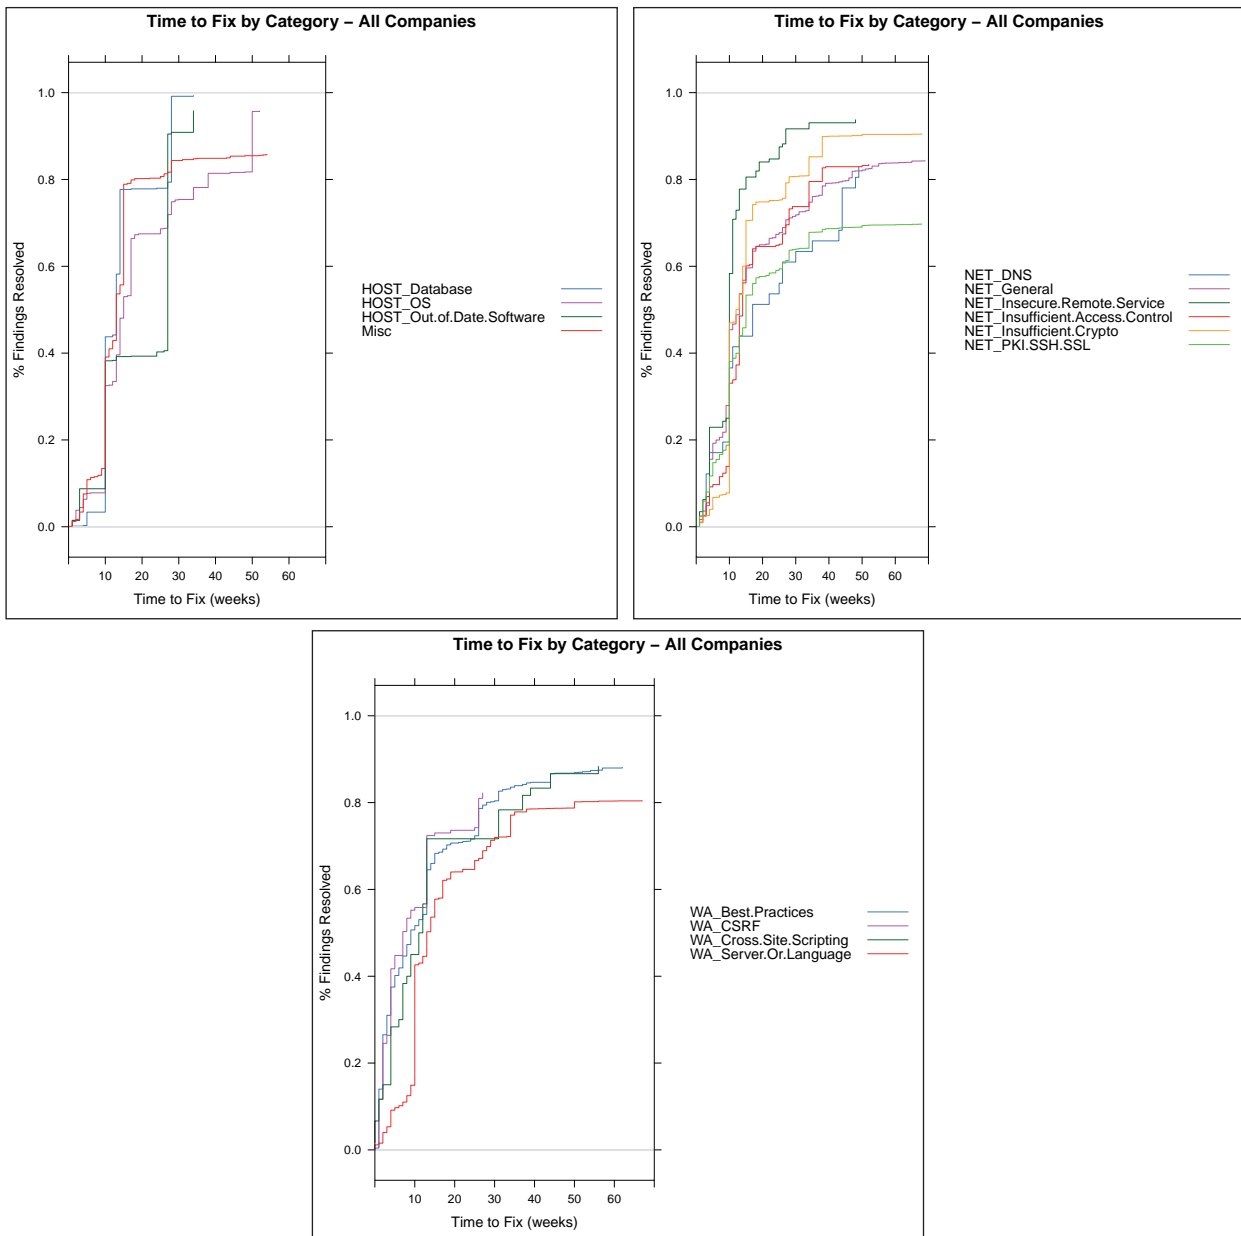 Time to Fix by Category – All Companies
1.0
0.8
0.6
0.4
0.2
0.0
% Findings Resolved
10 20 30 40 50 60
Time to Fix (weeks)
HOST_Database
HOST_OS
HOST_Out.of.Date.Software
Misc
Time to Fix by Category – All Companies
1.0
0.8
0.6
0.4
0.2
0.0
% Findings Resolved
10 20 30 40 50 60
Time to Fix (weeks)
NET_DNS
NET_General
NET_Insecure.Remote.Service
NET_Insufficient.Access.Control
NET_Insufficient.Crypto
NET_PKI.SSH.SSL
Time to Fix by Category – All Companies
1.0
0.8
0.6
0.4
0.2
0.0
% Findings Resolved
10 20 30 40 50 60
Time to Fix (weeks)
WA_Best.Practices
WA_CSRF
WA_Cross.Site.Scripting
WA_Server.Or.Language